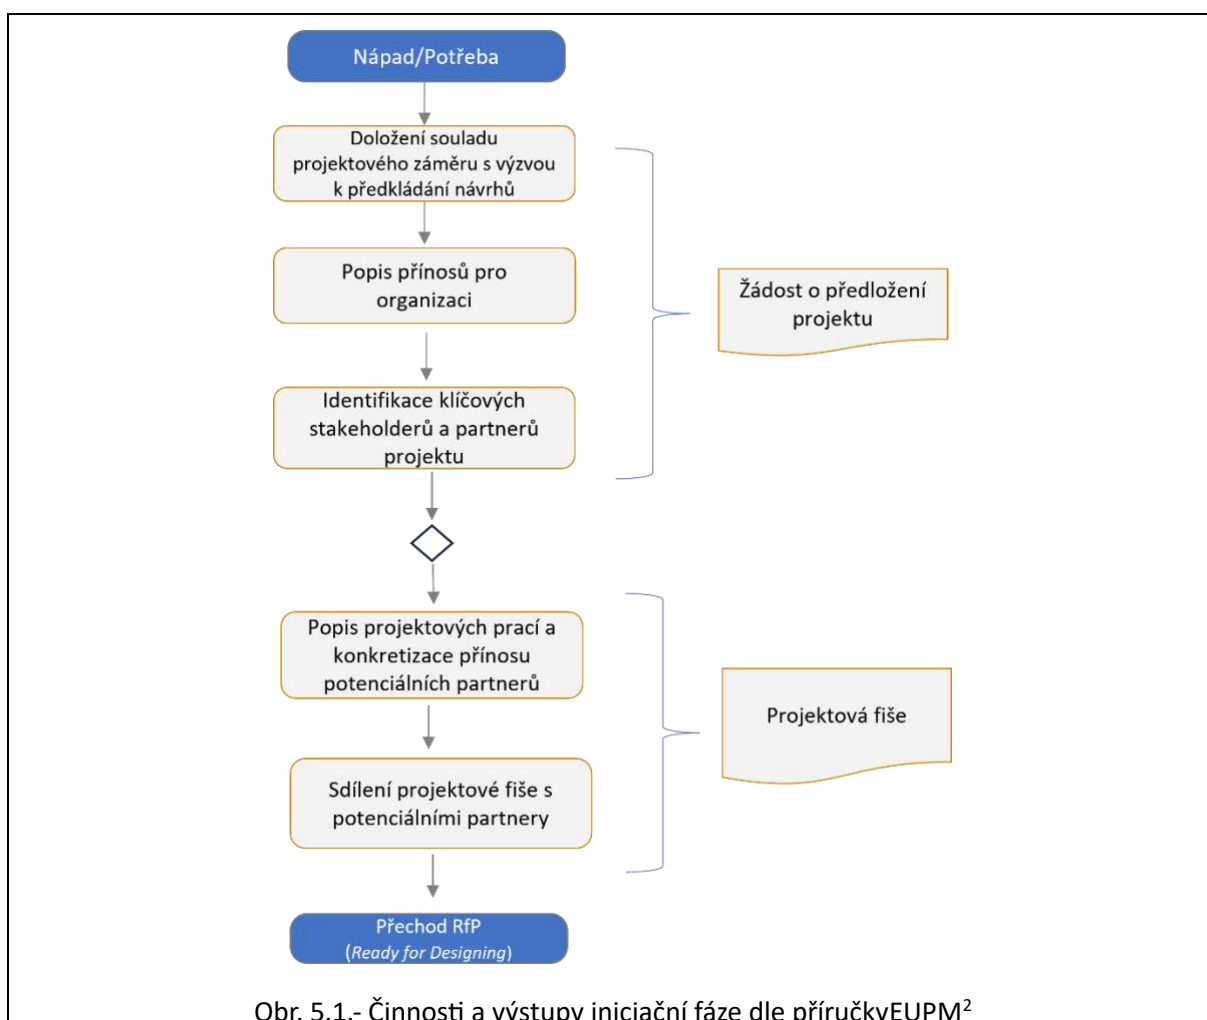 Nápad/Potřeba
Doložení souladu
projektového záměru s výzvou
k předkládání návrhů
Popis přínosů pro
organizaci
Žádost o předložení
projektu
Identifikace klíčových
stakeholderů a partnerů
projektu
Popis projektových prací a
konkretizace přínosu
potenciálních partnerů
Projektová fiše
Sdílení projektové fiše s
potenciálními partnery
Přechod RfP
(Ready for Designing)
Obr. 5.1.- Činnosti a výstupy iniciační fáze dle příručkyEUPM²